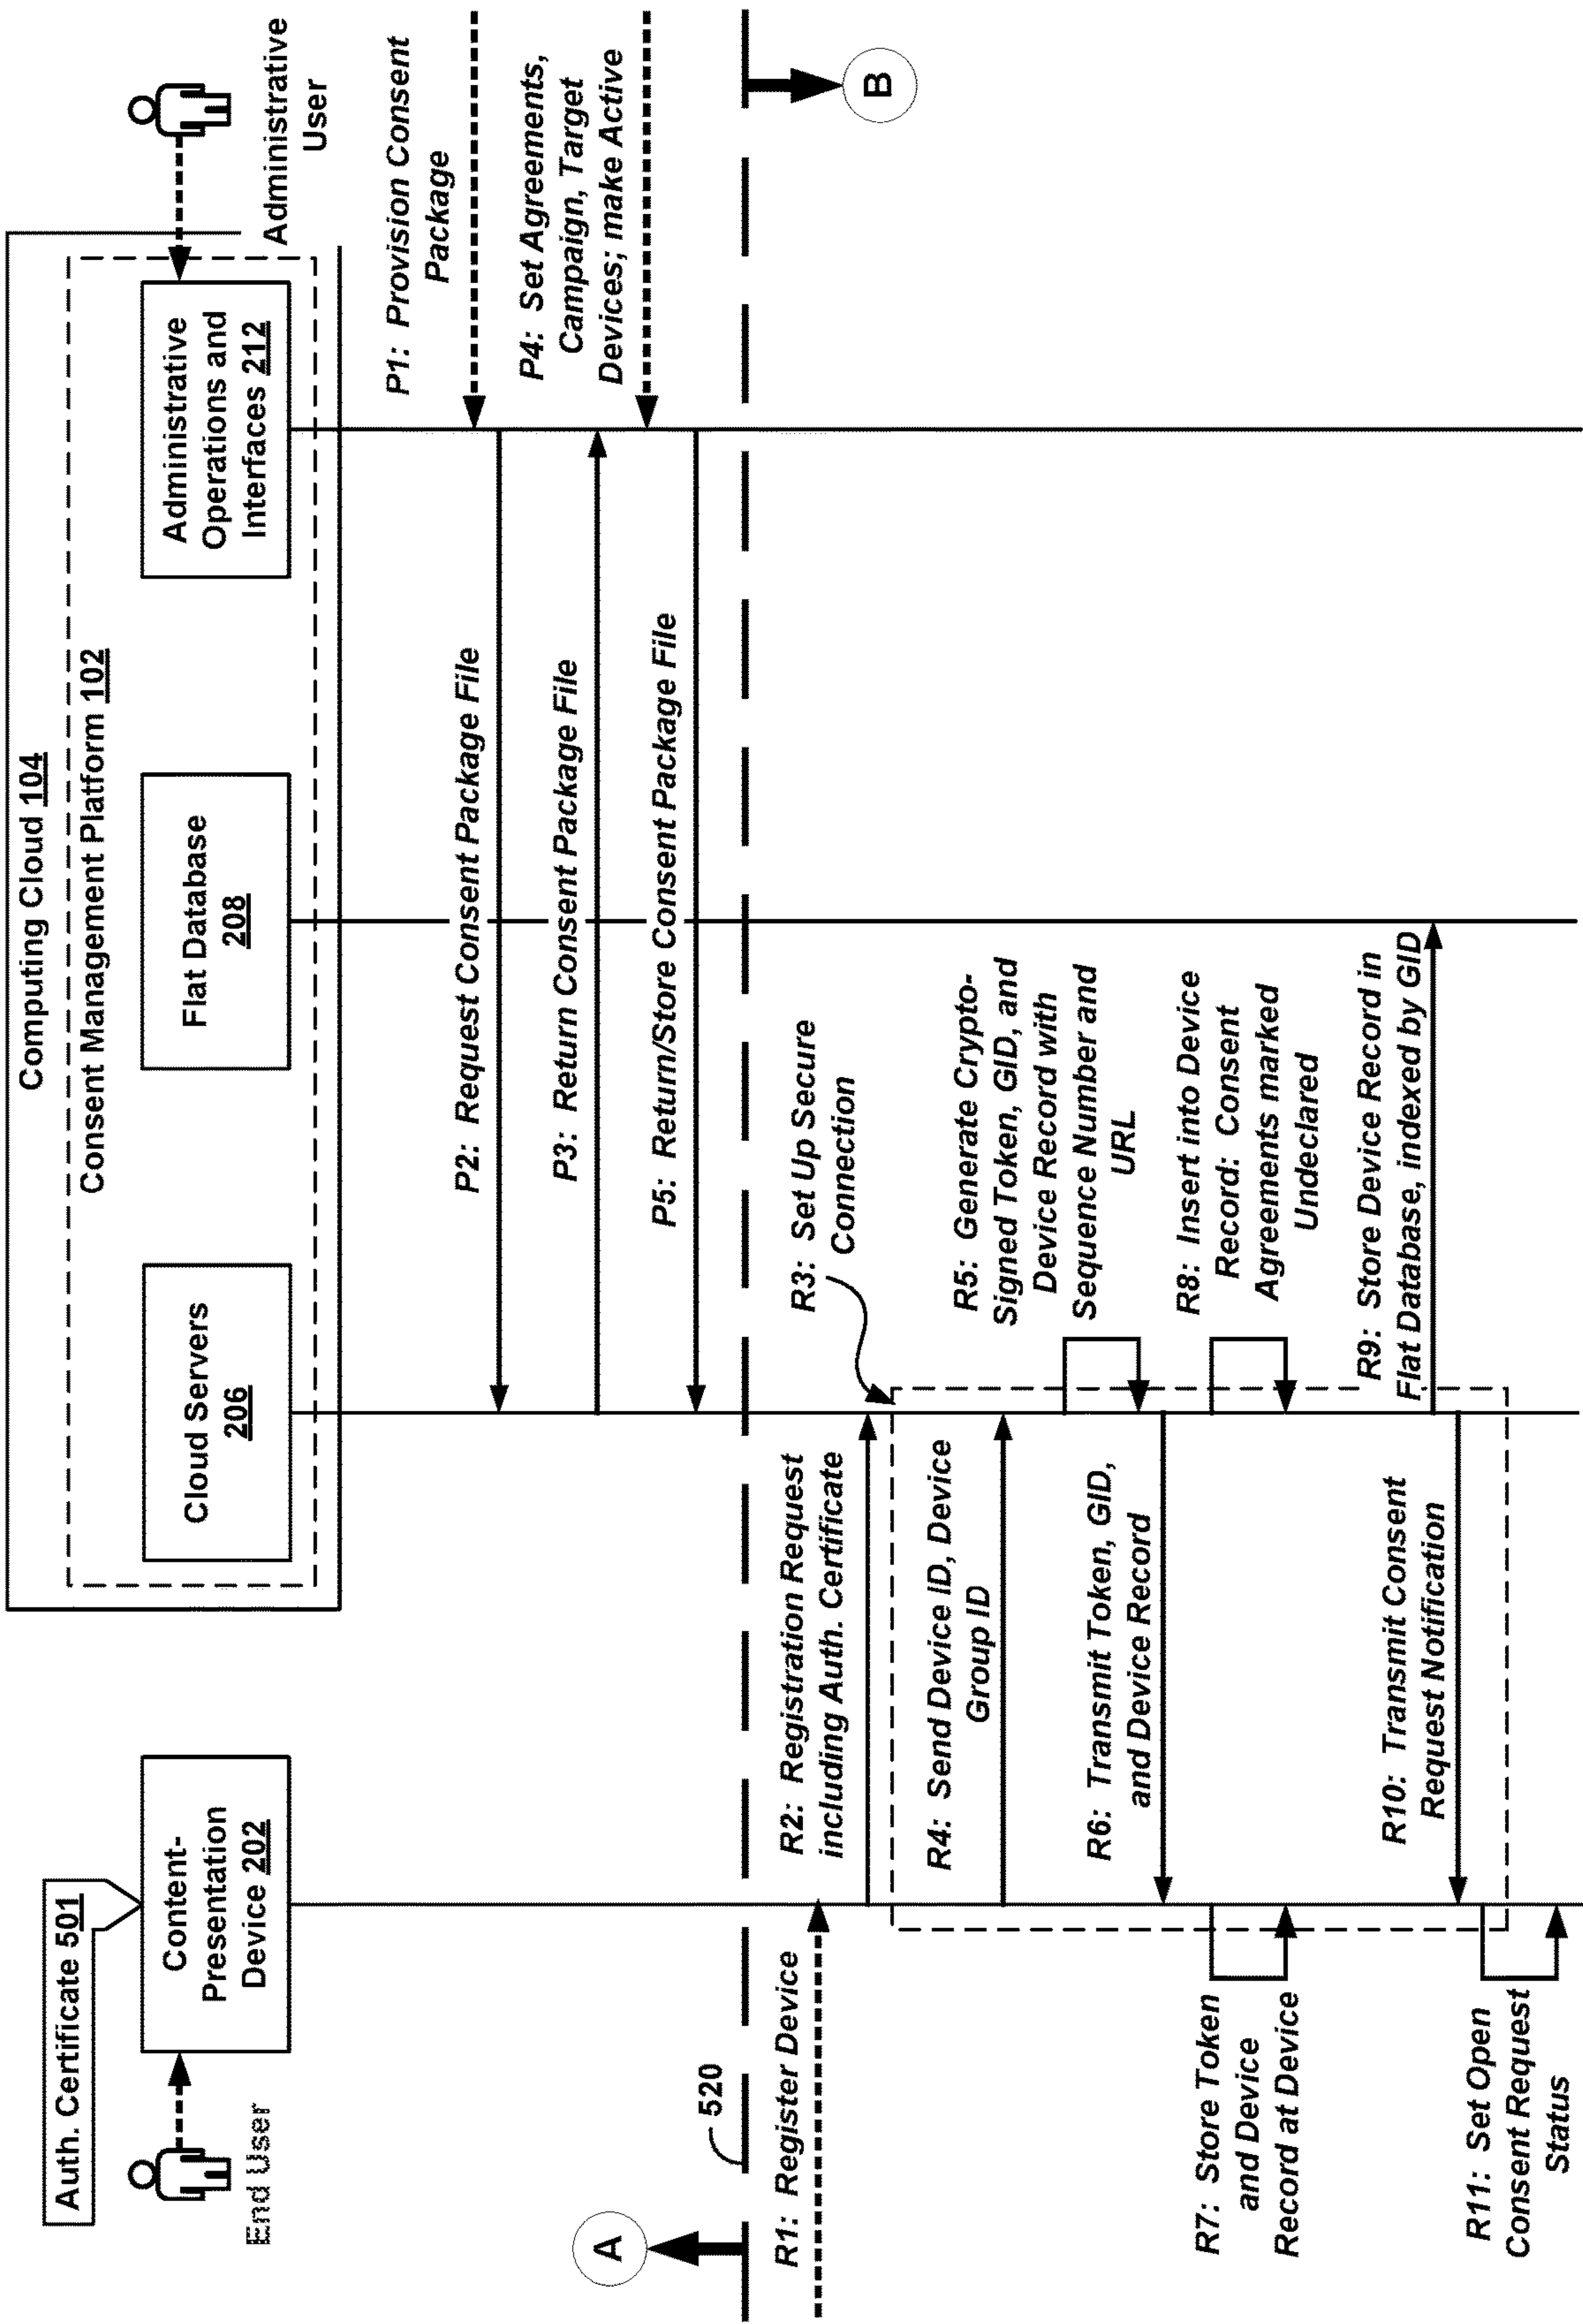 Auth. Certificate 501
Computing Cloud 104
Consent Management Platform 102
Content-
Presentation
Device 202
Cloud Servers
206
Flat Database
208
Administrative
Operations and
Interfaces 212
End User
Administrative
User
P1: Provision Consent
Package
P2: Request Consent Package File
P3: Return Consent Package File
P4: Set Agreements,
Campaign, Target
Devices; make Active
P5: Return/Store Consent Package File
A
520
B
R1: Register Device
R2: Registration Request
including Auth. Certificate
R3: Set Up Secure
Connection
R4: Send Device ID, Device
Group ID
R5: Generate Crypto-
Signed Token, GID, and
Device Record with
Sequence Number and
URL
R6: Transmit Token, GID,
and Device Record
R7: Store Token
and Device
Record at Device
R8: Insert into Device
Record: Consent
Agreements marked
Undeclared
R9: Store Device Record in
Flat Database, indexed by GID
R10: Transmit Consent
Request Notification
R11: Set Open
Consent Request
Status